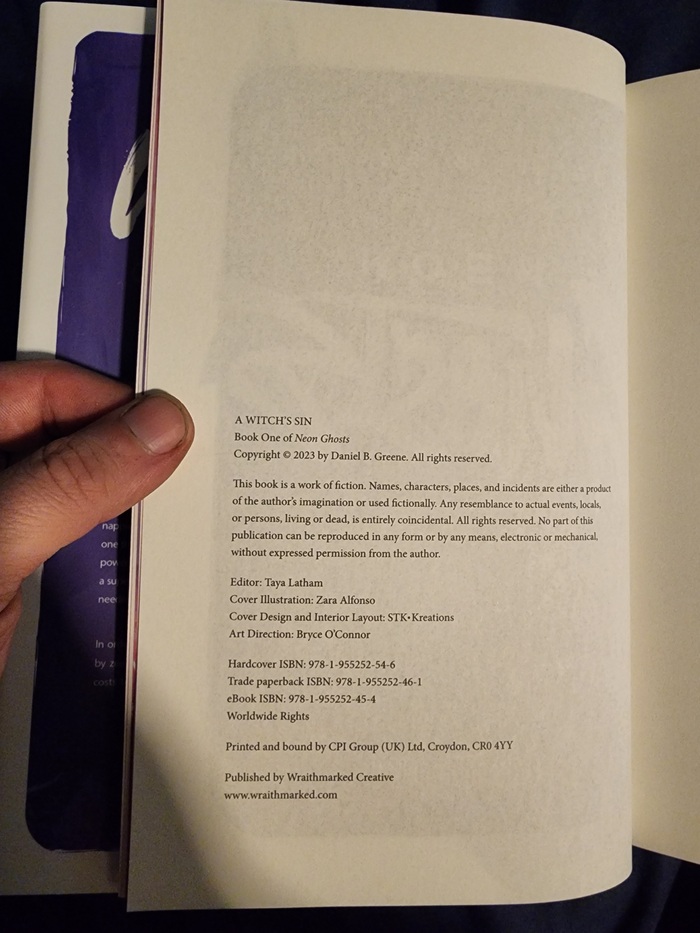 A WITCH'S SIN
Book One of Neon Ghosts
Copyright © 2023 by Daniel B. Greene. All rights reserved.
This book is a work of fiction. Names, characters, places, and incidents are either a product
of the author's imagination or used fictionally. Any resemblance to actual events, locals,
or persons, living or dead, is entirely coincidental. All rights reserved. No part of this
publication can be reproduced in any form or by any means, electronic or mechanical,
without expressed permission from the author.
Editor: Taya Latham
Cover Illustration: Zara Alfonso
Cover Design and Interior Layout: STK•Kreations
Art Direction: Bryce O'Connor
Hardcover ISBN: 978-1-955252-54-6
Trade paperback ISBN: 978-1-955252-46-1
eBook ISBN: 978-1-955252-45-4
Worldwide Rights
Printed and bound by CPI Group (UK) Ltd, Croydon, CR0 4YY
Published by Wraithmarked Creative
www.wraithmarked.com